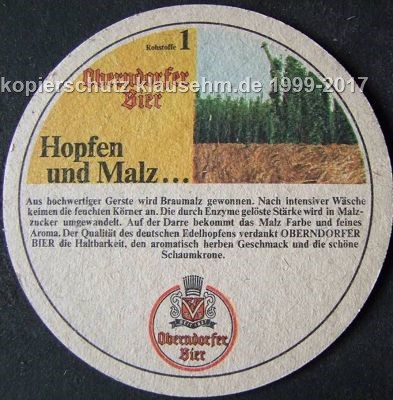 Rohstoffe 1
kopierschutz klausehm.de 1999-2017
Oberndorfer
Bier
Hopfen
und Malz...
Aus hochwertiger Gerste wird Braumalz gewonnen. Nach intensiver Wäsche
keimen die feuchten Körner an. Die durch Enzyme gelöste Stärke wird in Malz-
zucker umgewandelt. Auf der Darre bekommt das Malz Farbe und feines
Aroma. Der Qualität des deutschen Edelhopfens verdankt OBERNDORFER
BIER die Haltbarkeit, den aromatisch herben Geschmack und die schöne
Schaumkrone.
Oberndorfer
Bier